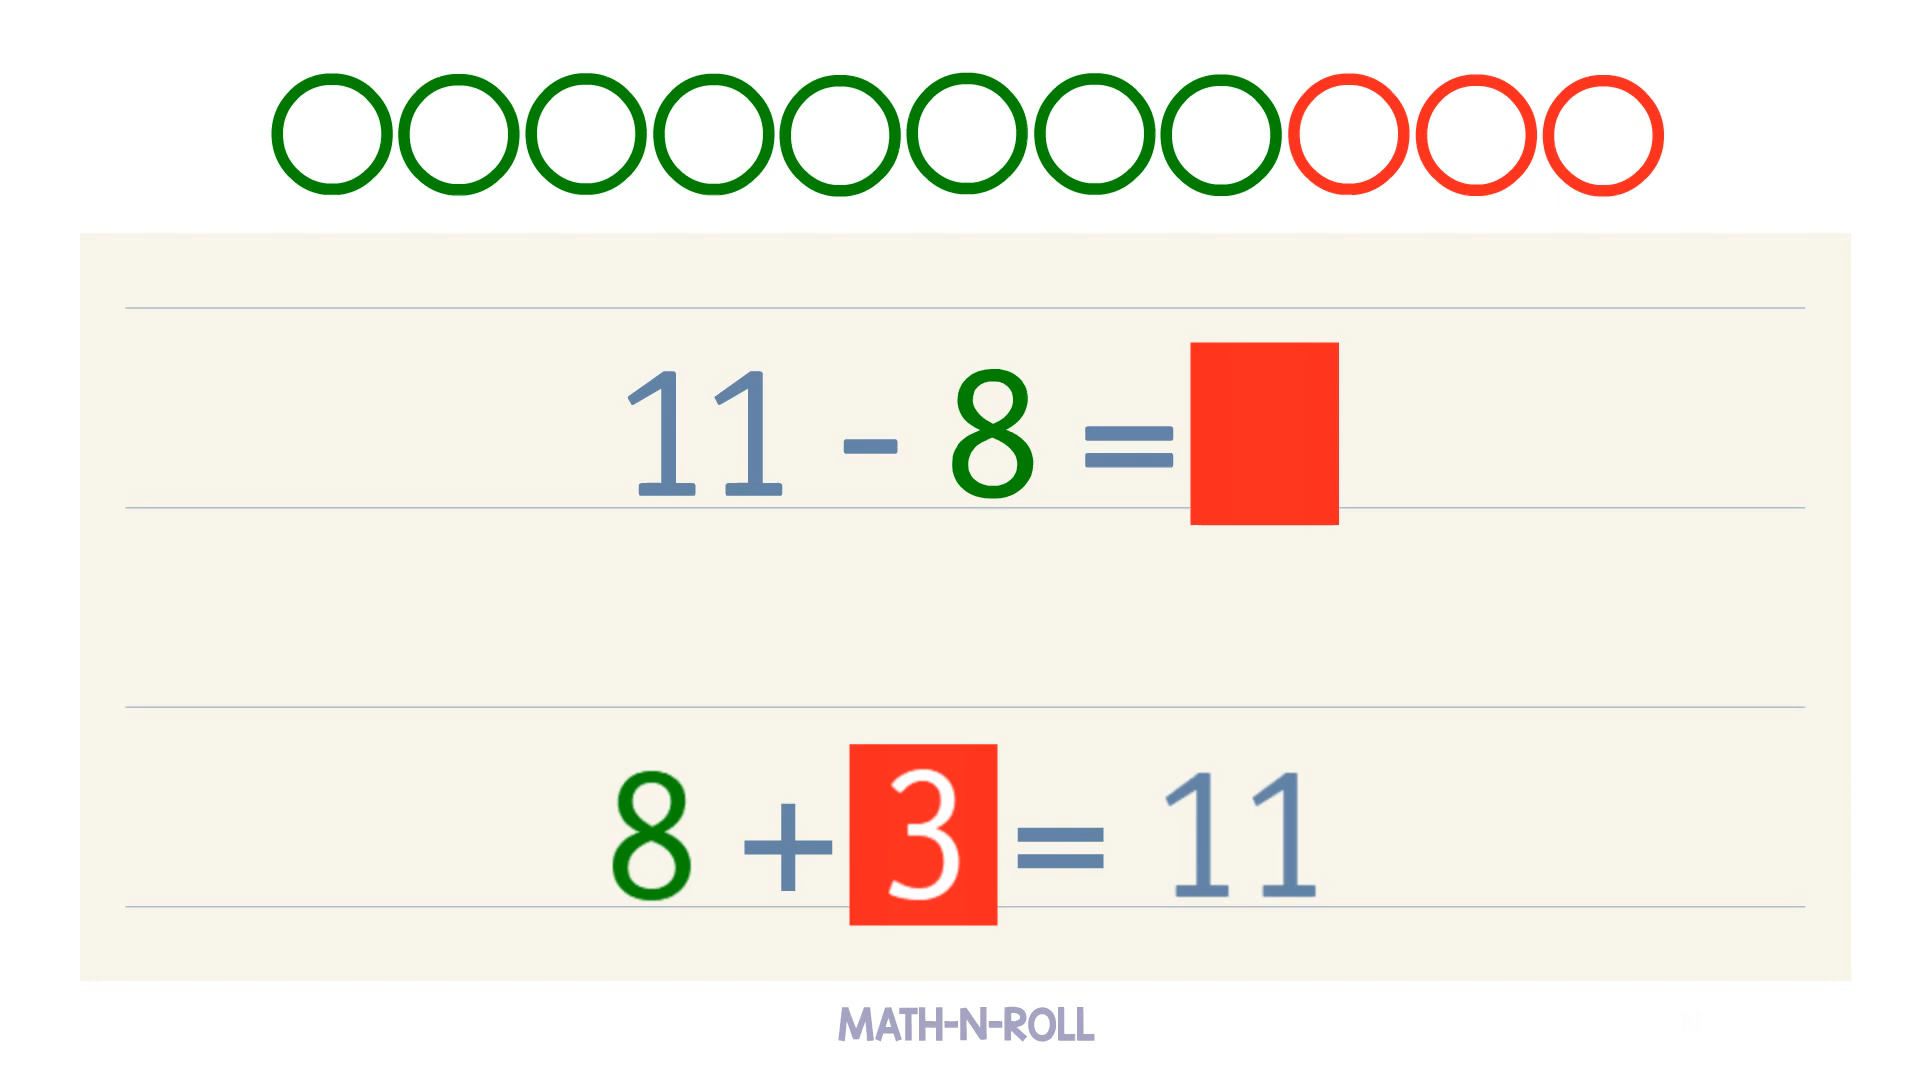 11 - 8 =
8 + 3 = 11
MATH-N-ROLL